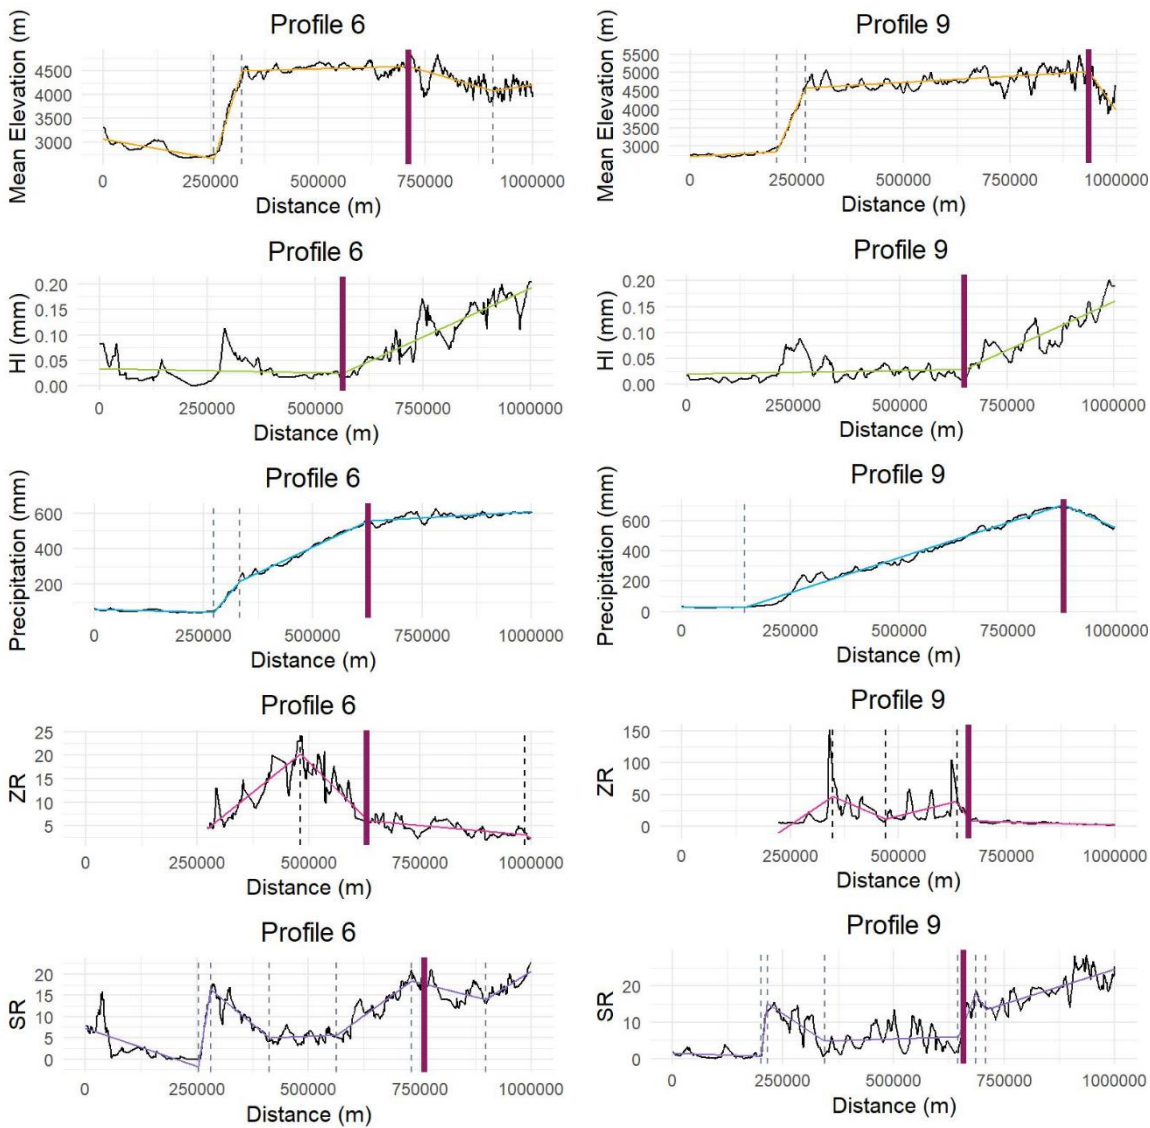 Profile 6
Mean Elevation (m)
4500
4000
3000
0 250000 500000 750000 1000000
Distance (m)
Profile 9
Mean Elevation (m)
5500
5000
4500
4000
3500
3000
0 250000 500000 750000 1000000
Distance (m)
Profile 6
HI (mm)
0.20
0.15
0.10
0.05
0.00
0 250000 500000 750000 1000000
Distance (m)
Profile 9
HI (mm)
0.20
0.15
0.10
0.05
0.00
0 250000 500000 750000 1000000
Distance (m)
Profile 6
Precipitation (mm)
600
400
200
0 250000 500000 750000 1000000
Distance (m)
Profile 9
Precipitation (mm)
600
400
200
0
0 250000 500000 750000 1000000
Distance (m)
Profile 6
ZR
25
20
15
10
5
0 250000 500000 750000 1000000
Distance (m)
Profile 9
ZR
150
100
50
0
0 250000 500000 750000 1000000
Distance (m)
Profile 6
SR
20
15
10
5
0
0 250000 500000 750000 1000000
Distance (m)
Profile 9
SR
20
10
0
0 250000 500000 750000 1000000
Distance (m)